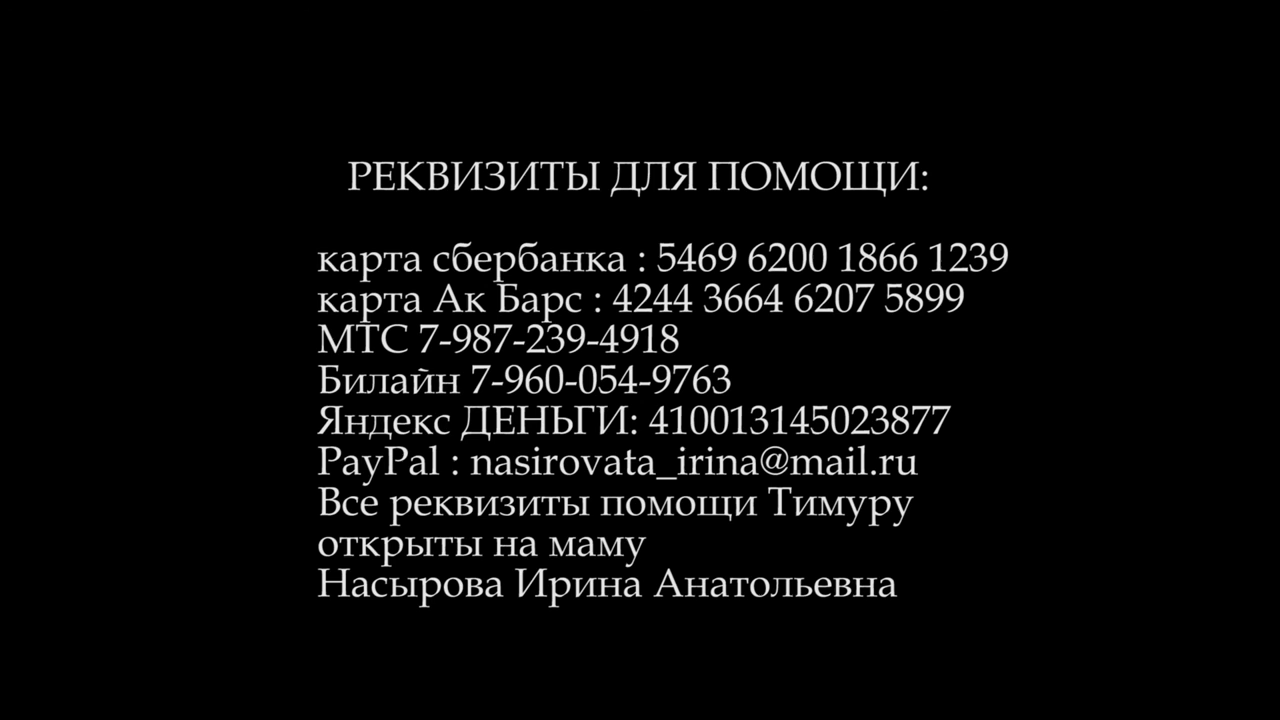 РЕКВИЗИТЫ ДЛЯ ПОМОЩИ:
карта сбербанка : 5469 6200 1866 1239
карта Ак Барс : 4244 3664 6207 5899
МТС 7-987-239-4918
Билайн 7-960-054-9763
Яндекс ДЕНЬГИ: 410013145023877
PayPal : nasirovata_irina@mail.ru
Все реквизиты помощи Тимуру
открыты на маму
Насырова Ирина Анатольевна